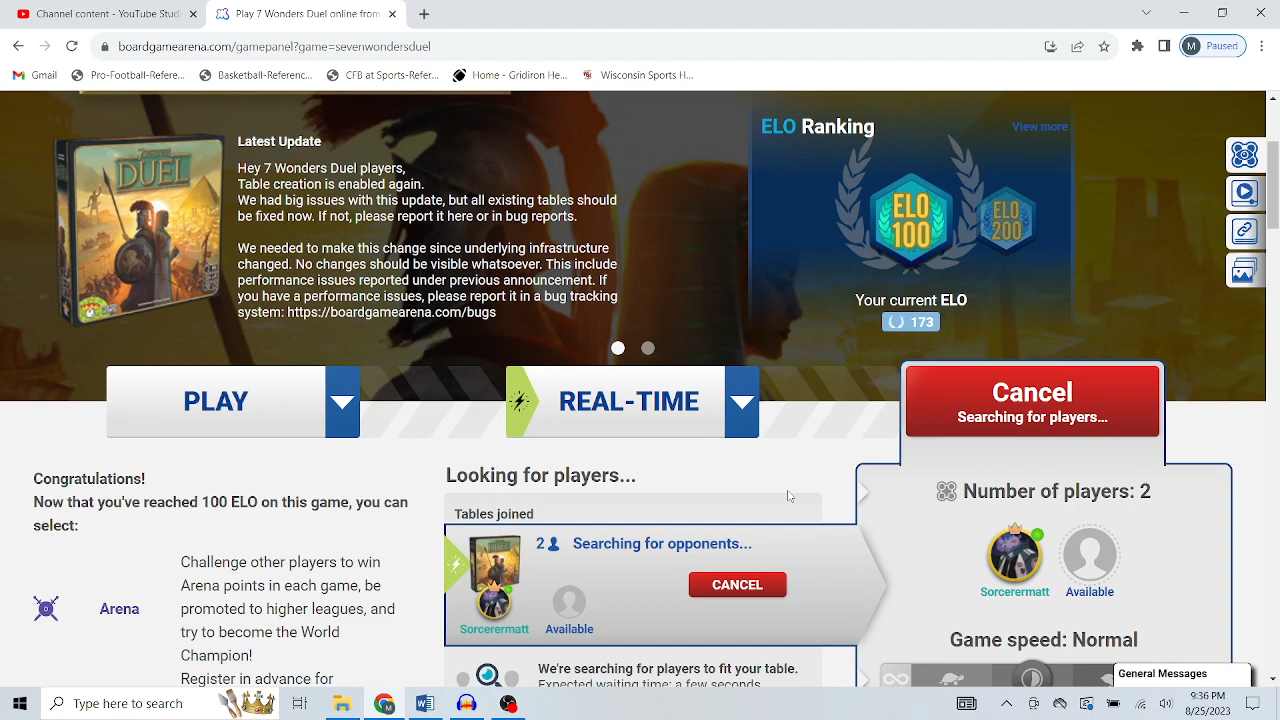 Channel content - YouTube Studio
Play 7 Wonders Duel online from
boardgamearena.com/gamepanel?game=sevenwondersduel
M Paused
Gmail
Pro-Football-Refere...
Basketball-Referenc...
CFB at Sports-Refer...
Home - Gridiron He...
Wisconsin Sports H...
Latest Update
Hey 7 Wonders Duel players,
Table creation is enabled again.
We had big issues with this update, but all existing tables should
be fixed now. If not, please report it here or in bug reports.
We needed to make this change since underlying infrastructure
changed. No changes should be visible whatsoever. This include
performance issues reported under previous announcement. If
you have a performance issues, please report it in a bug tracking
system: https://boardgamearena.com/bugs
7 WONDERS
DUEL
ELO Ranking
View more
ELO
100
ELO
200
Your current ELO
173
PLAY
REAL-TIME
Cancel
Searching for players...
Congratulations!
Now that you've reached 100 ELO on this game, you can
select:
Arena
Challenge other players to win
Arena points in each game, be
promoted to higher leagues, and
try to become the World
Champion!
Register in advance for
Looking for players...
Tables joined
2 Searching for opponents...
CANCEL
Sorcerermatt
Available
We're searching for players to fit your table.
Expected waiting time: a few seconds
Number of players: 2
Sorcerermatt
Available
Game speed: Normal
General Messages
Type here to search
9:36 PM
8/25/2023